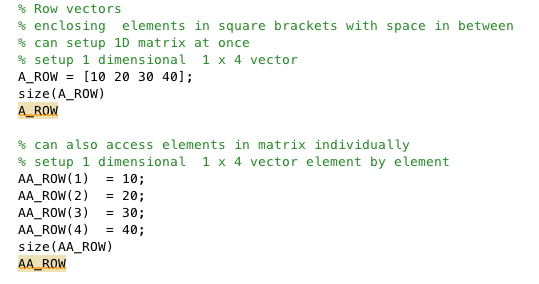 % Row vectors
% enclosing  elements in square brackets with space in between
% can setup 1D matrix at once
% setup 1 dimensional  1 x 4 vector
A_ROW = [10 20 30 40];
size(A_ROW)
A_ROW
% can also access elements in matrix individually
% setup 1 dimensional  1 x 4 vector element by element
AA_ROW(1)  = 10;
AA_ROW(2)  = 20;
AA_ROW(3)  = 30;
AA_ROW(4)  = 40;
size(AA_ROW)
AA_ROW